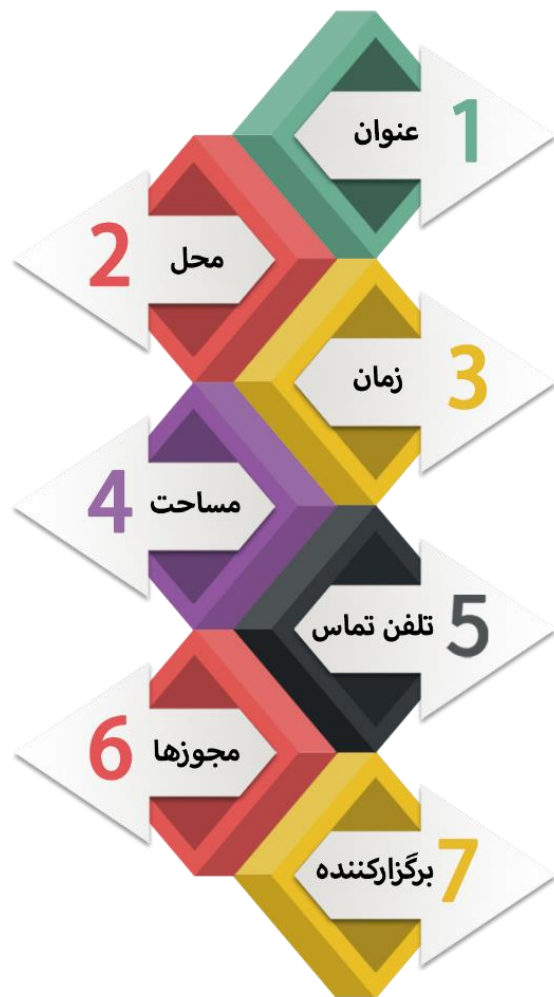 1 عنوان
2 محل
3 زمان
4 مساحت
5 تلفن تماس
6 مجوزها
7 برگزارکننده